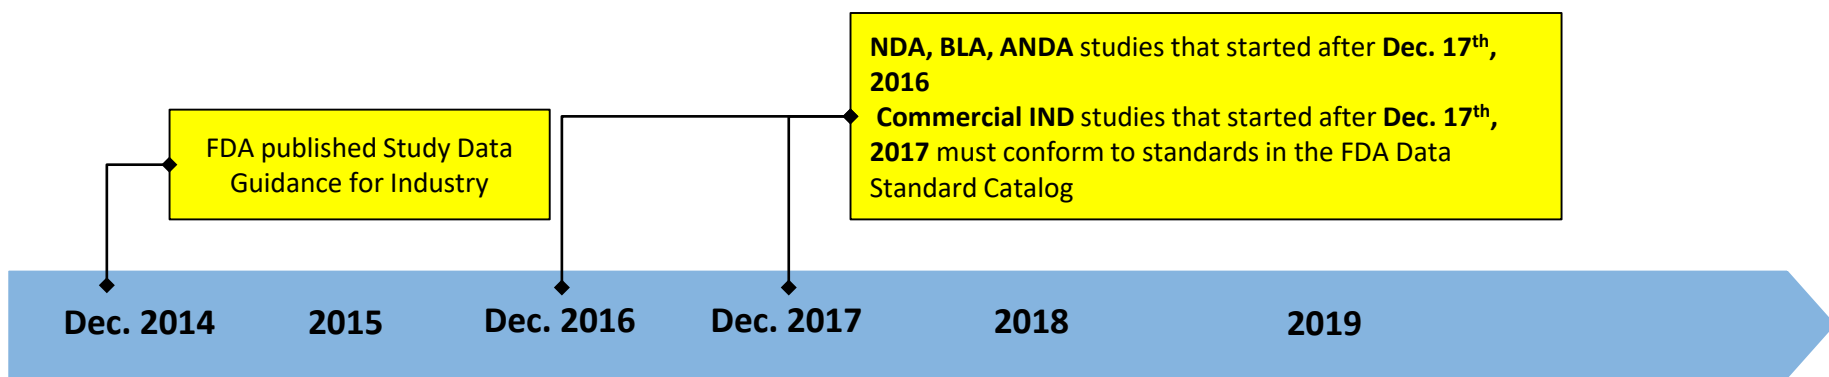 NDA, BLA, ANDA studies that started after Dec. 17th,
2016
Commercial IND studies that started after Dec. 17th,
2017 must conform to standards in the FDA Data
Standard Catalog
FDA published Study Data
Guidance for Industry
Dec. 2014
2015
Dec. 2016
Dec. 2017
2018
2019